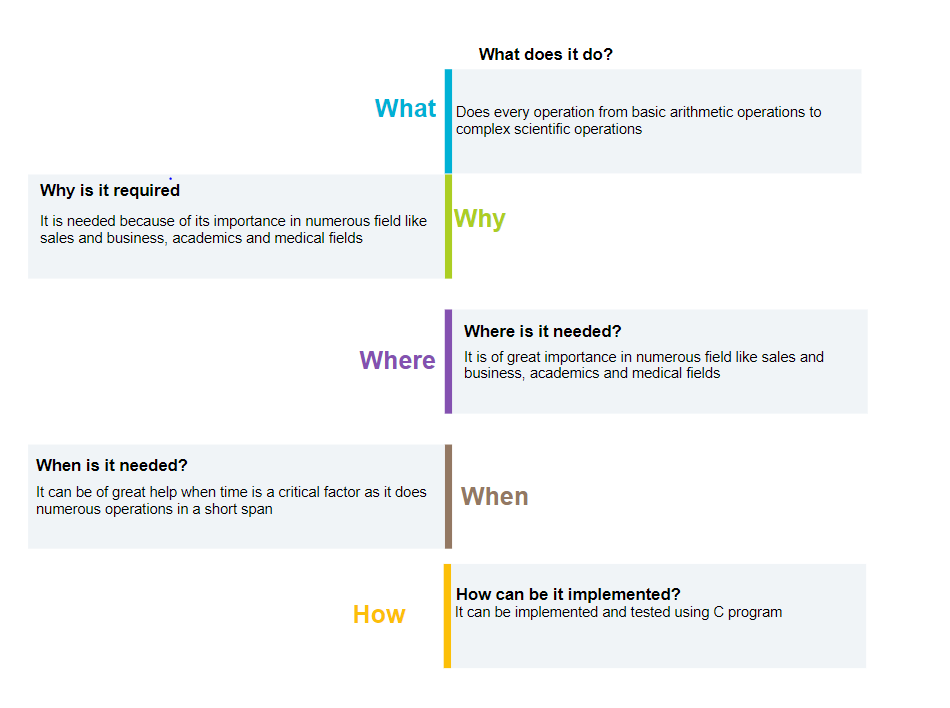 What does it do?
What
Does every operation from basic arithmetic operations to
complex scientific operations
Why is it required
It is needed because of its importance in numerous field like
sales and business, academics and medical fields
Why
Where
Where is it needed?
It is of great importance in numerous field like sales and
business, academics and medical fields
When is it needed?
It can be of great help when time is a critical factor as it does
numerous operations in a short span
When
How
How can be it implemented?
It can be implemented and tested using C program